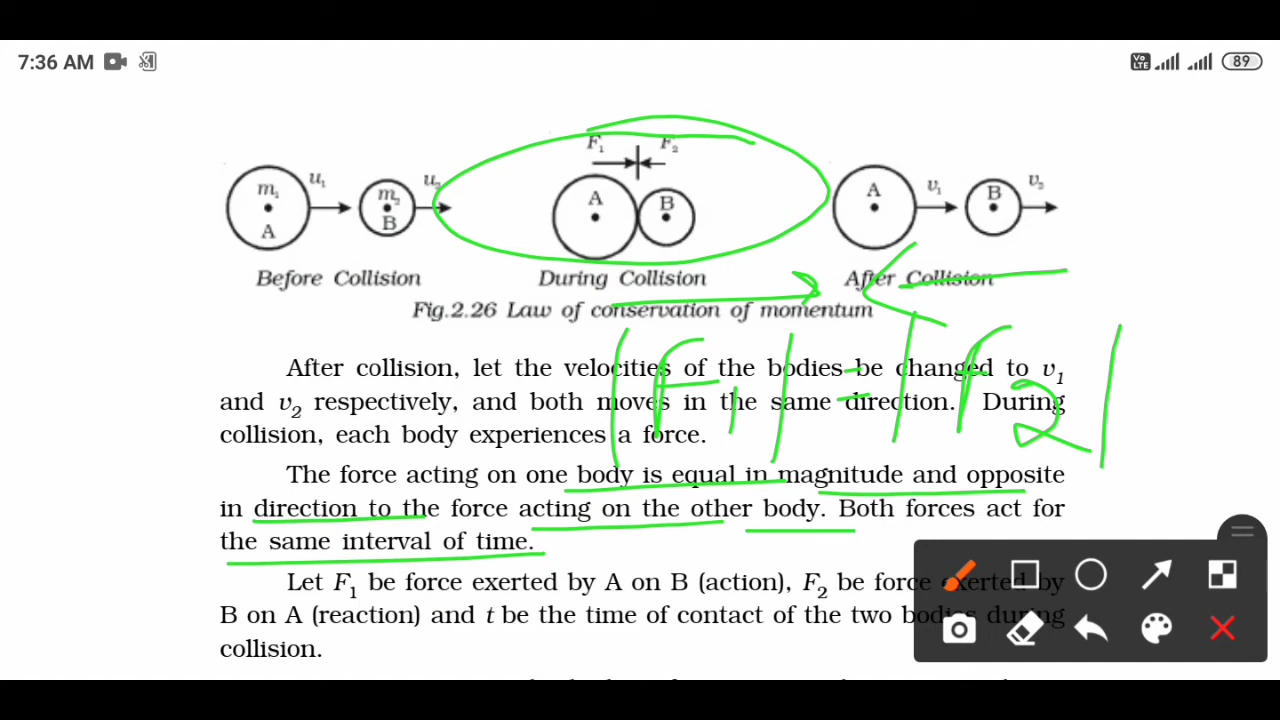 7:36 AM
Vo LTE 89
F₁ F₂
m₁ u₁ m₂ u₂ A B A v₁ B v₂
A B
Before Collision During Collision After Collision
Fig.2.26 Law of conservation of momentum
|F₁| = |F₂|
After collision, let the velocities of the bodies be changed to v₁
and v₂ respectively, and both moves in the same direction. During
collision, each body experiences a force.
The force acting on one body is equal in magnitude and opposite
in direction to the force acting on the other body. Both forces act for
the same interval of time.
Let F₁ be force exerted by A on B (action), F₂ be force exerted by
B on A (reaction) and t be the time of contact of the two bodies during
collision.